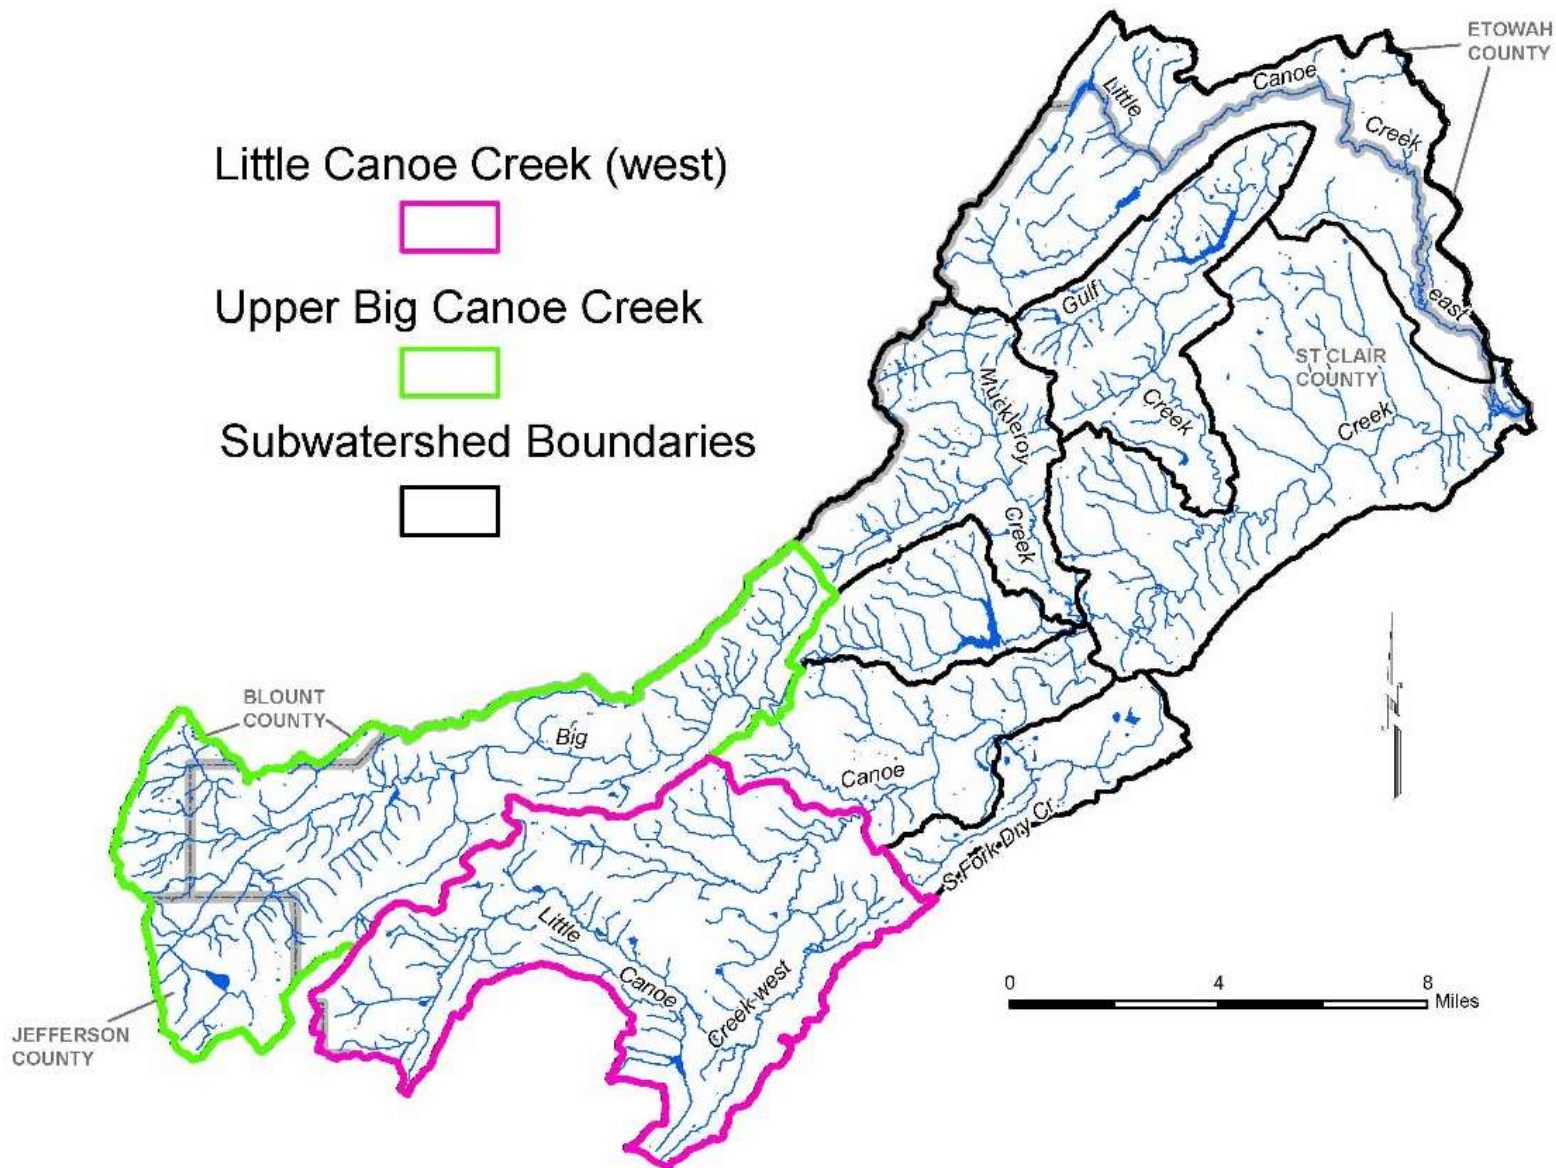 ETOWAH
COUNTY
Little
Canoe
Creek
east
Little Canoe Creek (west)
Upper Big Canoe Creek
Subwatershed Boundaries
Gulf
Creek
Muckleroy
Creek
ST CLAIR
COUNTY
Creek
BLOUNT
COUNTY
Big
Canoe
S. Fork Dry Cr.
Little
Canoe
Creek-west
JEFFERSON
COUNTY
0 4 8
Miles